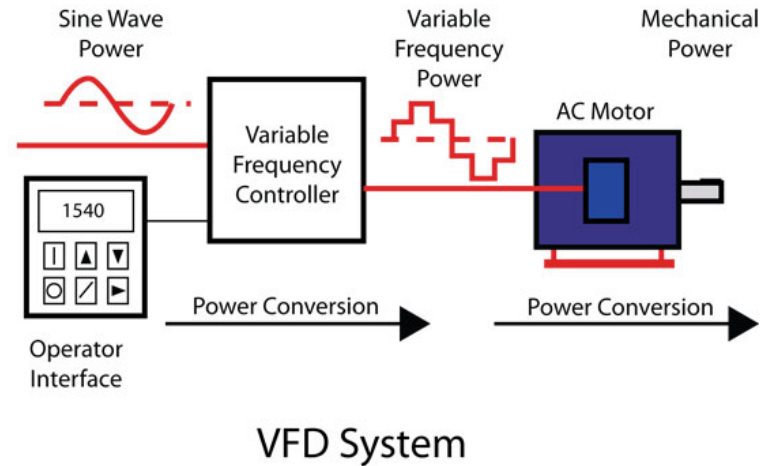 Sine Wave
Power
Variable
Frequency
Power
Mechanical
Power
AC Motor
Variable
Frequency
Controller
1540
Power Conversion
Power Conversion
Operator
Interface
VFD System